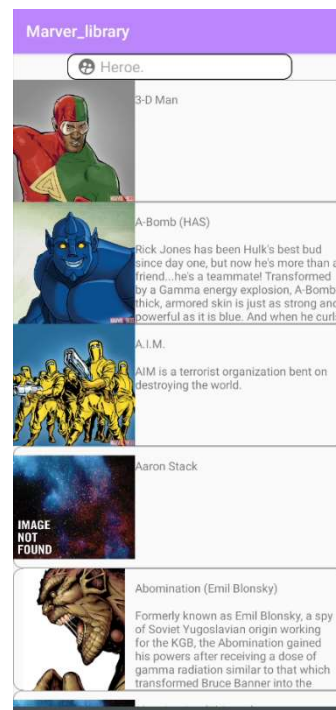 Marver_library
Heroe.
3-D Man
A-Bomb (HAS)
Rick Jones has been Hulk's best bud
since day one, but now he's more than a
friend...he's a teammate! Transformed
by a Gamma energy explosion, A-Bomb
thick, armored skin is just as strong and
powerful as it is blue. And when he curls
A.I.M.
AIM is a terrorist organization bent on
destroying the world.
Aaron Stack
IMAGE
NOT
FOUND
Abomination (Emil Blonsky)
Formerly known as Emil Blonsky, a spy
of Soviet Yugoslavian origin working
for the KGB, the Abomination gained
his powers after receiving a dose of
gamma radiation similar to that which
transformed Bruce Banner into the